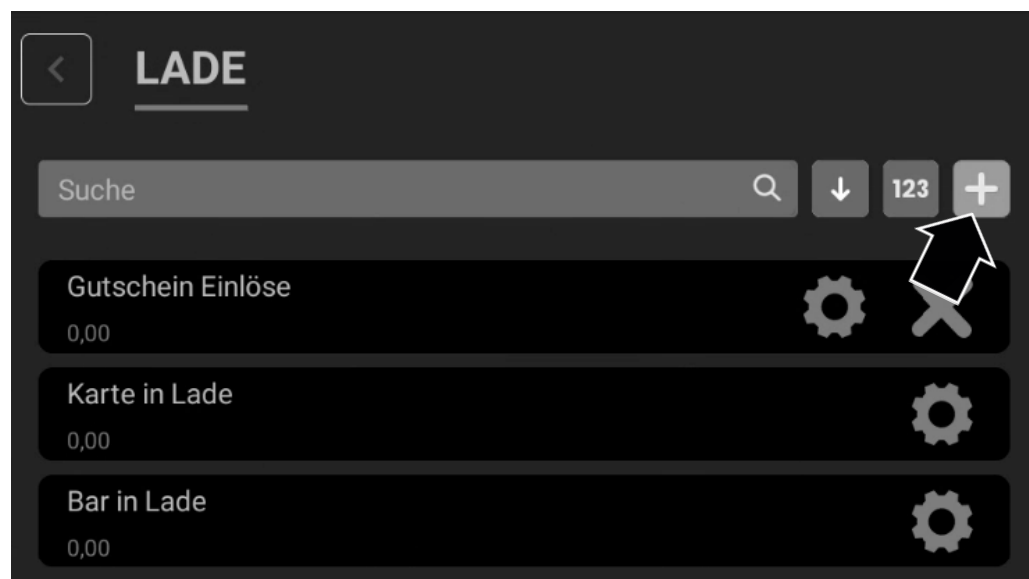 LADE
Suche
123
Gutschein Einlöse
0,00
Karte in Lade
0,00
Bar in Lade
0,00